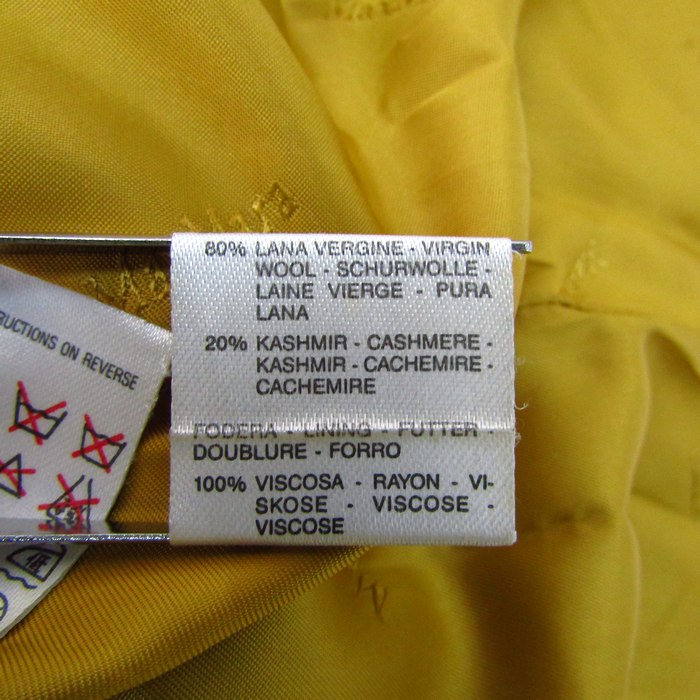 80% LANA VERGINE - VIRGIN
WOOL - SCHURWOLLE -
LAINE VIERGE - PURA
LANA
20% KASHMIR - CASHMERE -
KASHMIR - CACHEMIRE -
CACHEMIRE
FODERA - LINING - FUTTER -
DOUBLURE - FORRO
100% VISCOSA - RAYON - VI-
SKOSE - VISCOSE -
VISCOSE
ON REVERSE